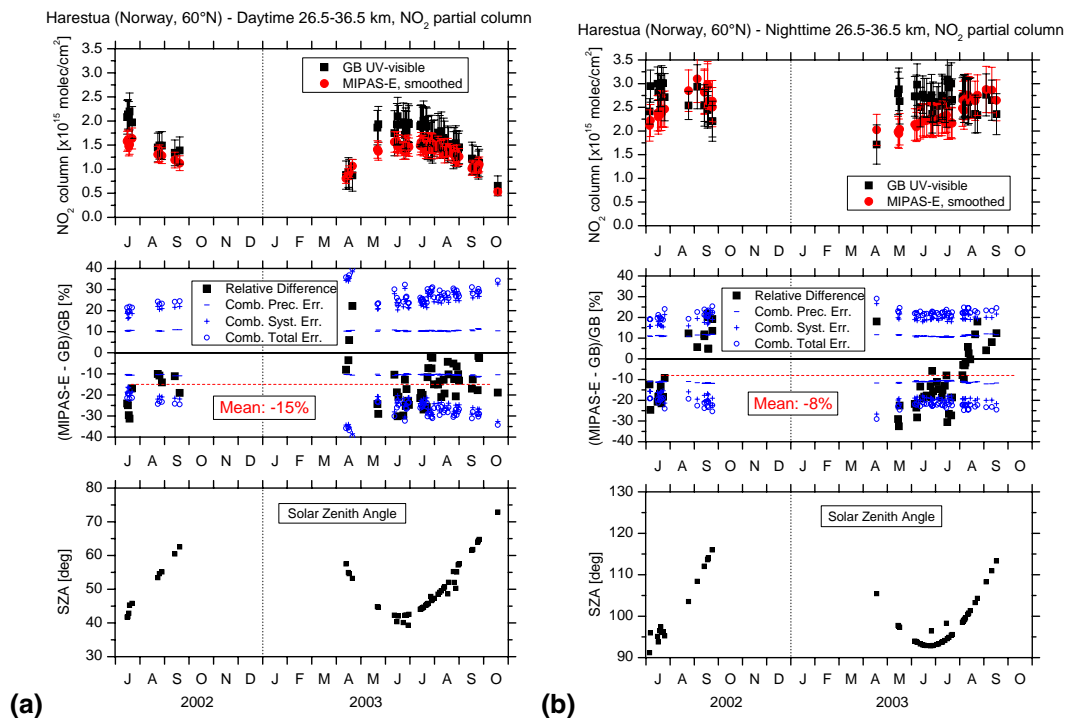 Harestua (Norway, 60°N) - Daytime 26.5-36.5 km, NO2 partial column
3.5
3.0
2.5
2.0
1.5
1.0
0.5
0.0
NO2 column [x10^15 molec/cm^2]
GB UV-visible
MIPAS-E, smoothed
J A S O N D J F M A M J J A S O
40
30
20
10
0
-10
-20
-30
-40
(MIPAS-E - GB)/GB [%]
Relative Difference
Comb. Prec. Err.
Comb. Syst. Err.
Comb. Total Err.
Mean: -15%
J A S O N D J F M A M J J A S O
80
70
60
50
40
30
SZA [deg]
Solar Zenith Angle
J A S O N D J F M A M J J A S O
2002 2003
(a)
Harestua (Norway, 60°N) - Nighttime 26.5-36.5 km, NO2 partial column
3.5
3.0
2.5
2.0
1.5
1.0
0.5
0.0
NO2 column [x10^15 molec/cm^2]
GB UV-visible
MIPAS-E, smoothed
J A S O N D J F M A M J J A S O
40
30
20
10
0
-10
-20
-30
-40
(MIPAS-E - GB)/GB [%]
Relative Difference
Comb. Prec. Err.
Comb. Syst. Err.
Comb. Total Err.
Mean: -8%
J A S O N D J F M A M J J A S O
130
120
110
100
90
SZA [deg]
Solar Zenith Angle
J A S O N D J F M A M J J A S O
2002 2003
(b)